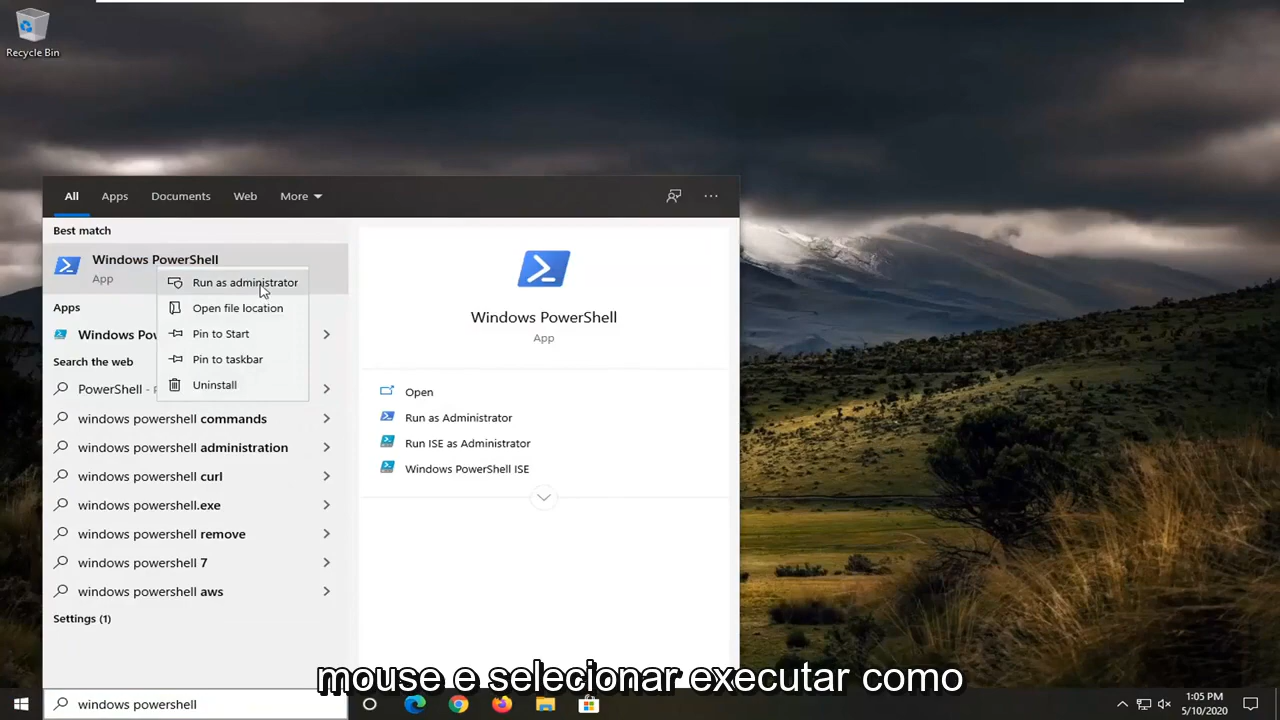 Recycle Bin
All Apps Documents Web More
Best match
Windows PowerShell
App
Run as administrator
Open file location
Pin to Start
Pin to taskbar
Uninstall
Apps
Windows Po
Search the web
PowerShell -
windows powershell commands
windows powershell administration
windows powershell curl
windows powershell.exe
windows powershell remove
windows powershell 7
windows powershell aws
Settings (1)
Windows PowerShell
App
Open
Run as Administrator
Run ISE as Administrator
Windows PowerShell ISE
mouse e selecionar executar como
windows powershell
1:05 PM
5/10/2020